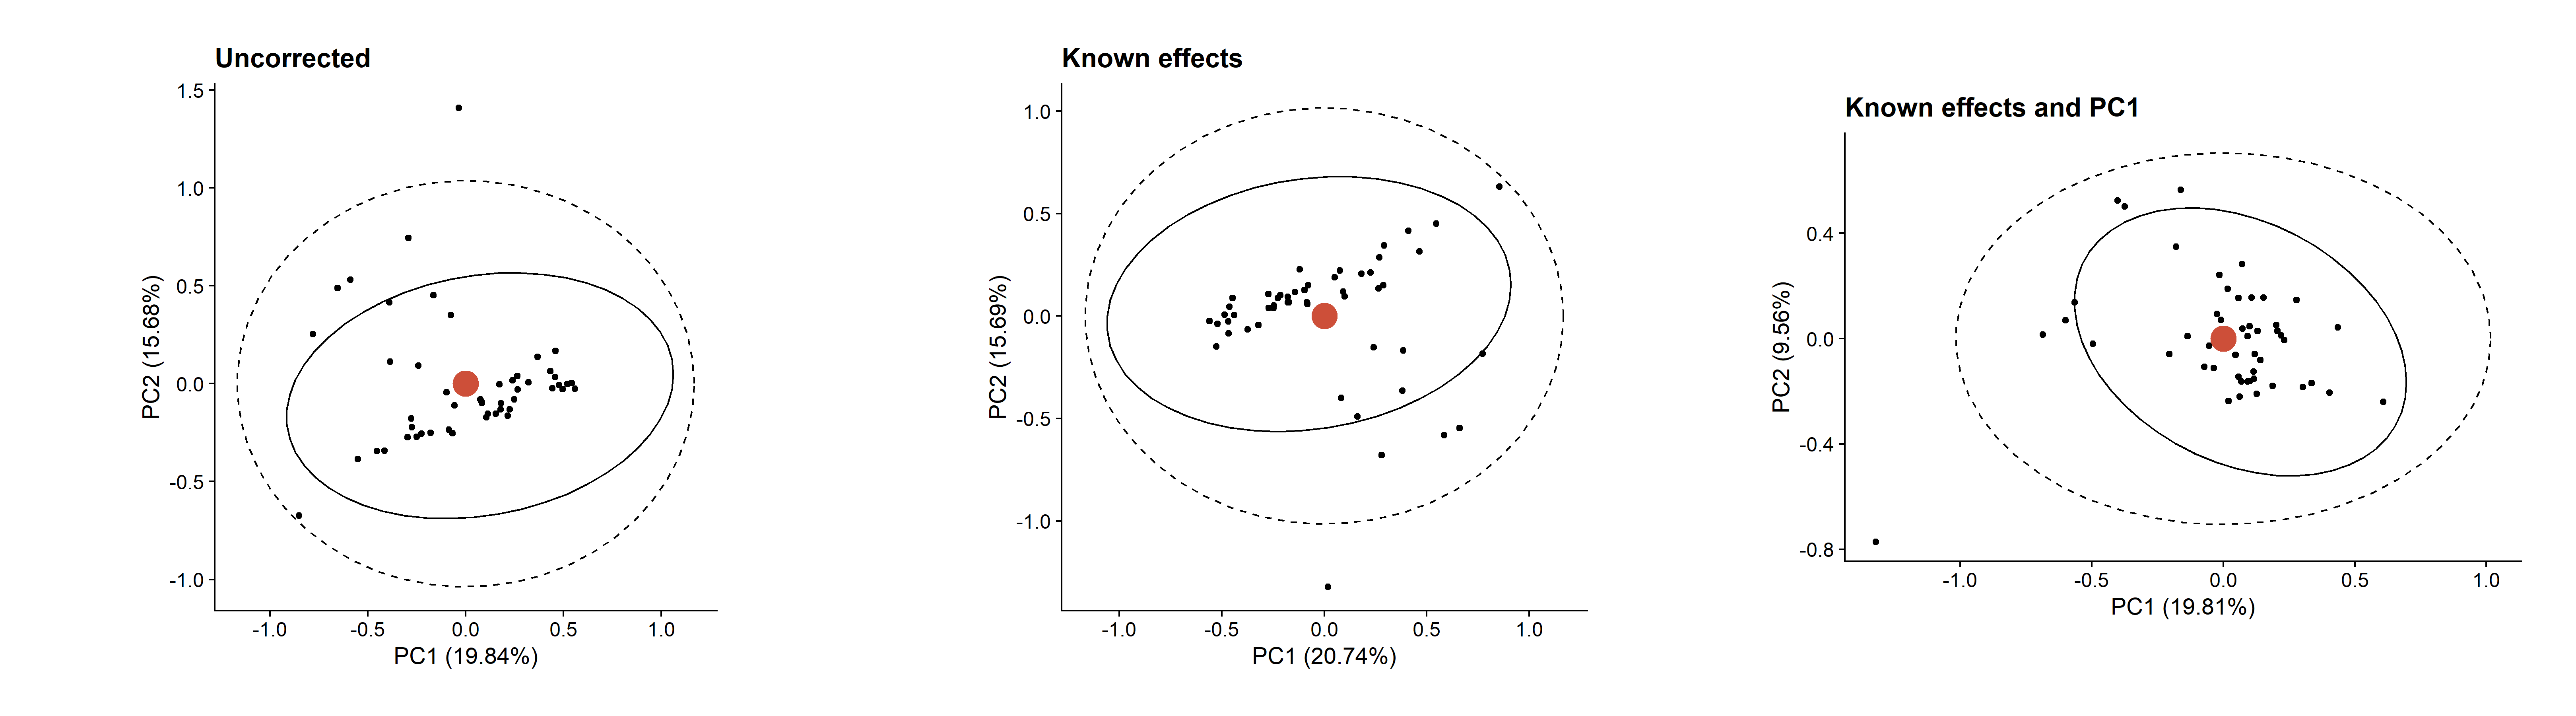 Uncorrected
1.5
1.0
0.5
0.0
-0.5
-1.0
PC2 (15.68%)
-1.0 -0.5 0.0 0.5 1.0
PC1 (19.84%)
Known effects
1.0
0.5
0.0
-0.5
-1.0
PC2 (15.69%)
-1.0 -0.5 0.0 0.5 1.0
PC1 (20.74%)
Known effects and PC1
0.4
0.0
-0.4
-0.8
PC2 (9.56%)
-1.0 -0.5 0.0 0.5 1.0
PC1 (19.81%)